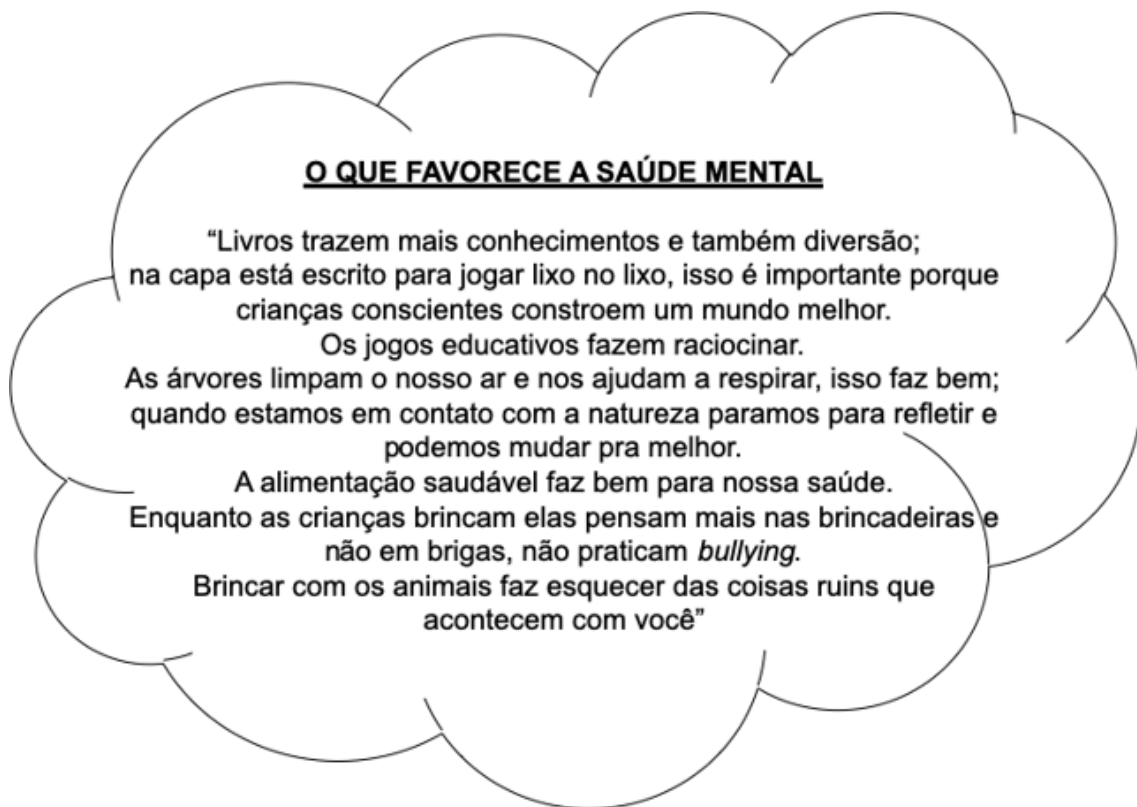 O QUE FAVORECE A SAÚDE MENTAL
“Livros trazem mais conhecimentos e também diversão;
na capa está escrito para jogar lixo no lixo, isso é importante porque
crianças conscientes constroem um mundo melhor.
Os jogos educativos fazem raciocinar.
As árvores limpam o nosso ar e nos ajudam a respirar, isso faz bem;
quando estamos em contato com a natureza paramos para refletir e
podemos mudar pra melhor.
A alimentação saudável faz bem para nossa saúde.
Enquanto as crianças brincam elas pensam mais nas brincadeiras e
não em brigas, não praticam bullying.
Brincar com os animais faz esquecer das coisas ruins que
acontecem com você”